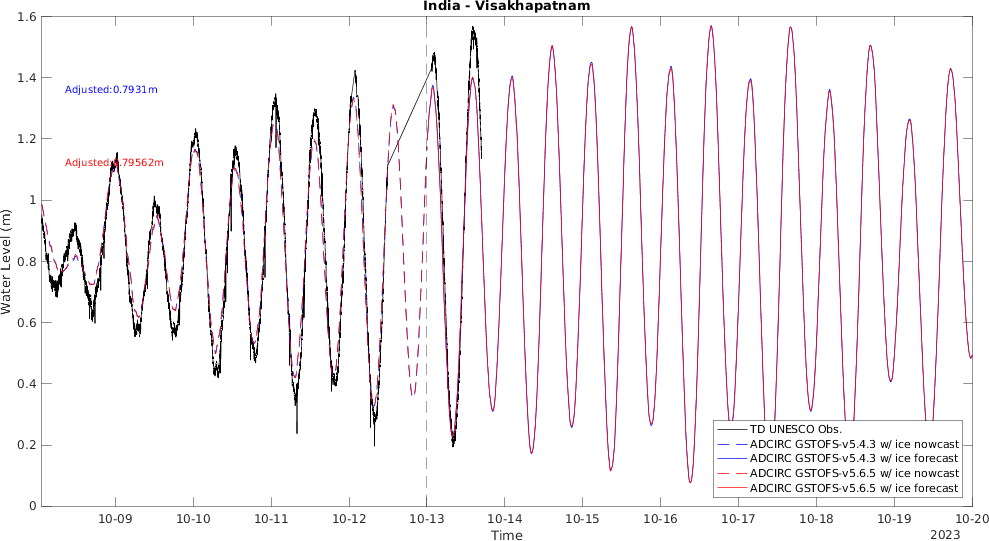 India - Visakhapatnam
1.6
1.4
1.2
1
0.8
0.6
0.4
0.2
0
Water Level (m)
Adjusted:0.7931m
Adjusted:0.79562m
TD UNESCO Obs.
ADCIRC GSTOFS-v5.4.3 w/ ice nowcast
ADCIRC GSTOFS-v5.4.3 w/ ice forecast
ADCIRC GSTOFS-v5.6.5 w/ ice nowcast
ADCIRC GSTOFS-v5.6.5 w/ ice forecast
10-09 10-10 10-11 10-12 10-13 10-14 10-15 10-16 10-17 10-18 10-19 10-20
Time
2023